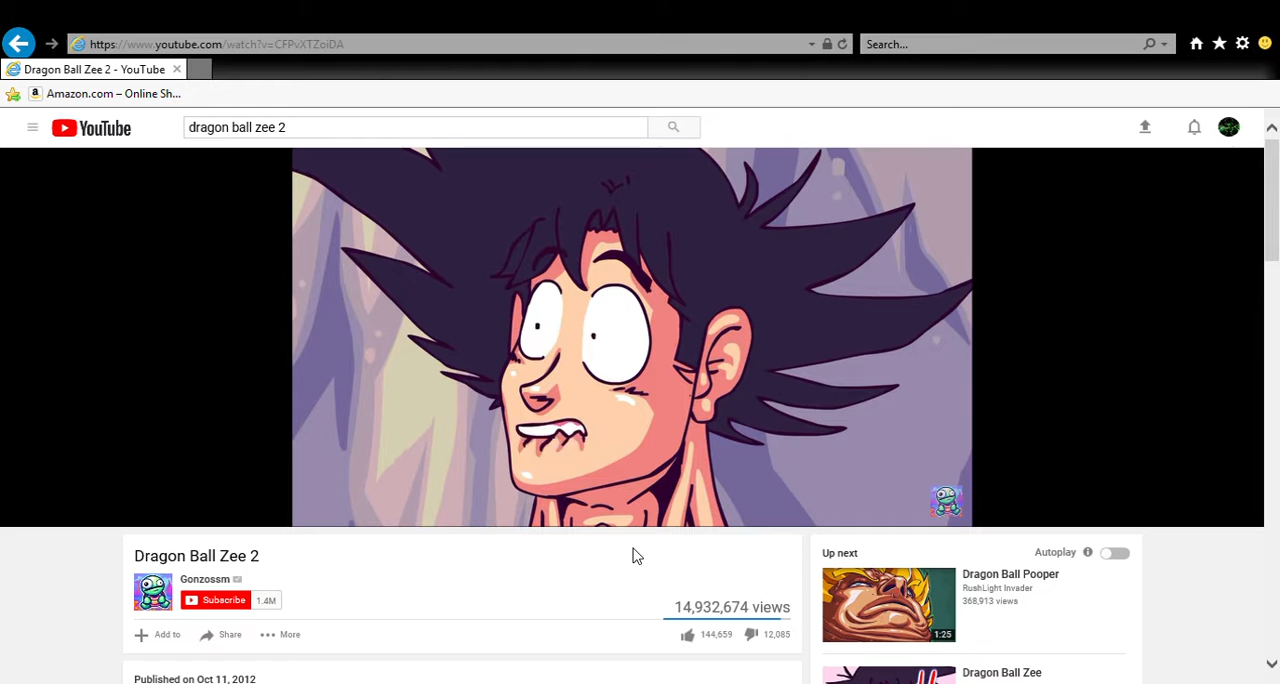 https://www.youtube.com/watch?v=CFPvXTZoiDA
Search...
Dragon Ball Zee 2 - YouTube
Amazon.com – Online Sh...
YouTube
dragon ball zee 2
Dragon Ball Zee 2
Gonzossm
Subscribe 1.4M
14,932,674 views
Add to Share More
144,659 12,085
Published on Oct 11, 2012
Up next
Autoplay
Dragon Ball Pooper
RushLight Invader
368,913 views
1:25
Dragon Ball Zee